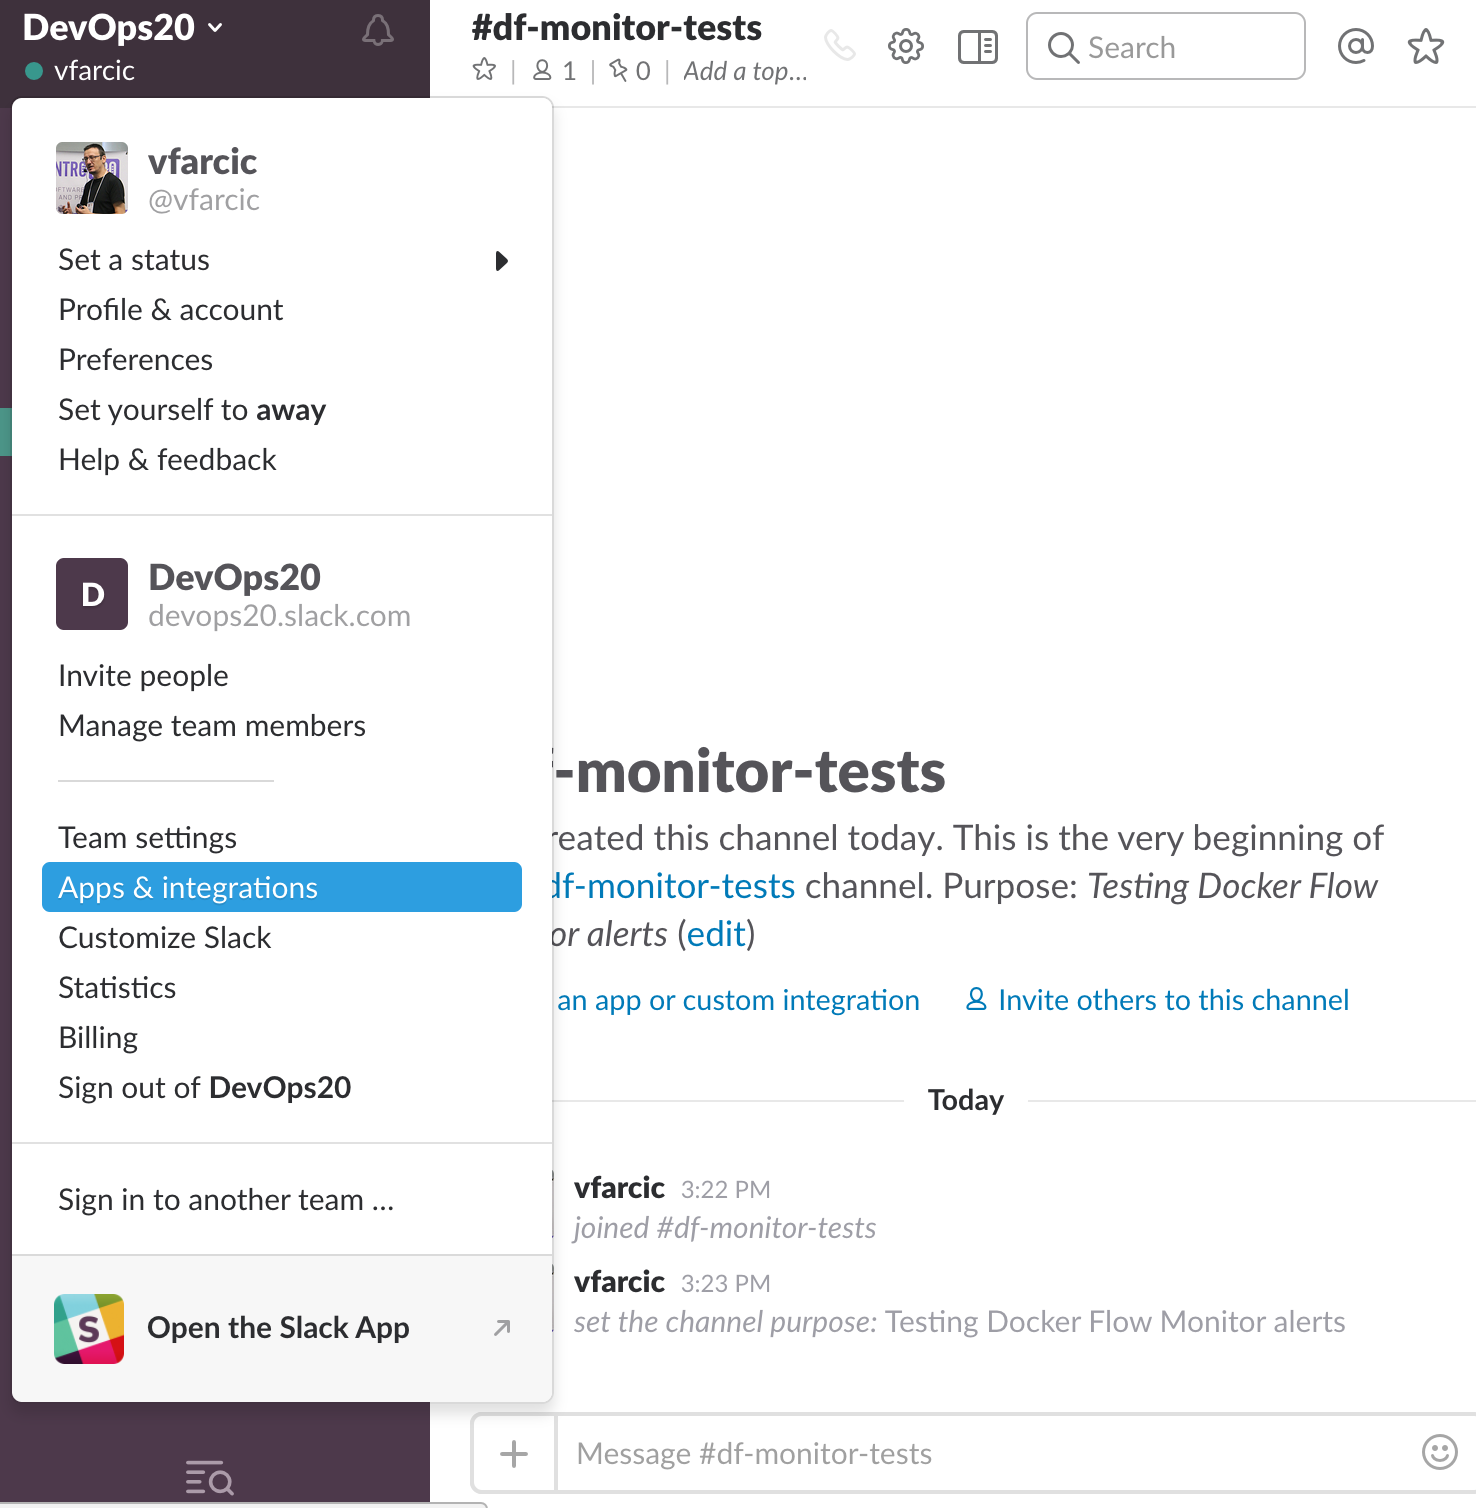 DevOps20
vfarcic
vfarcic
@vfarcic
Set a status
Profile & account
Preferences
Set yourself to away
Help & feedback
D
DevOps20
devops20.slack.com
Invite people
Manage team members
Team settings
Apps & integrations
Customize Slack
Statistics
Billing
Sign out of DevOps20
Sign in to another team ...
S
Open the Slack App
#df-monitor-tests
1 | 0 | Add a top...
Search
-monitor-tests
reated this channel today. This is the very beginning of
df-monitor-tests channel. Purpose: Testing Docker Flow
or alerts (edit)
an app or custom integration
Invite others to this channel
Today
vfarcic 3:22 PM
joined #df-monitor-tests
vfarcic 3:23 PM
set the channel purpose: Testing Docker Flow Monitor alerts
Message #df-monitor-tests